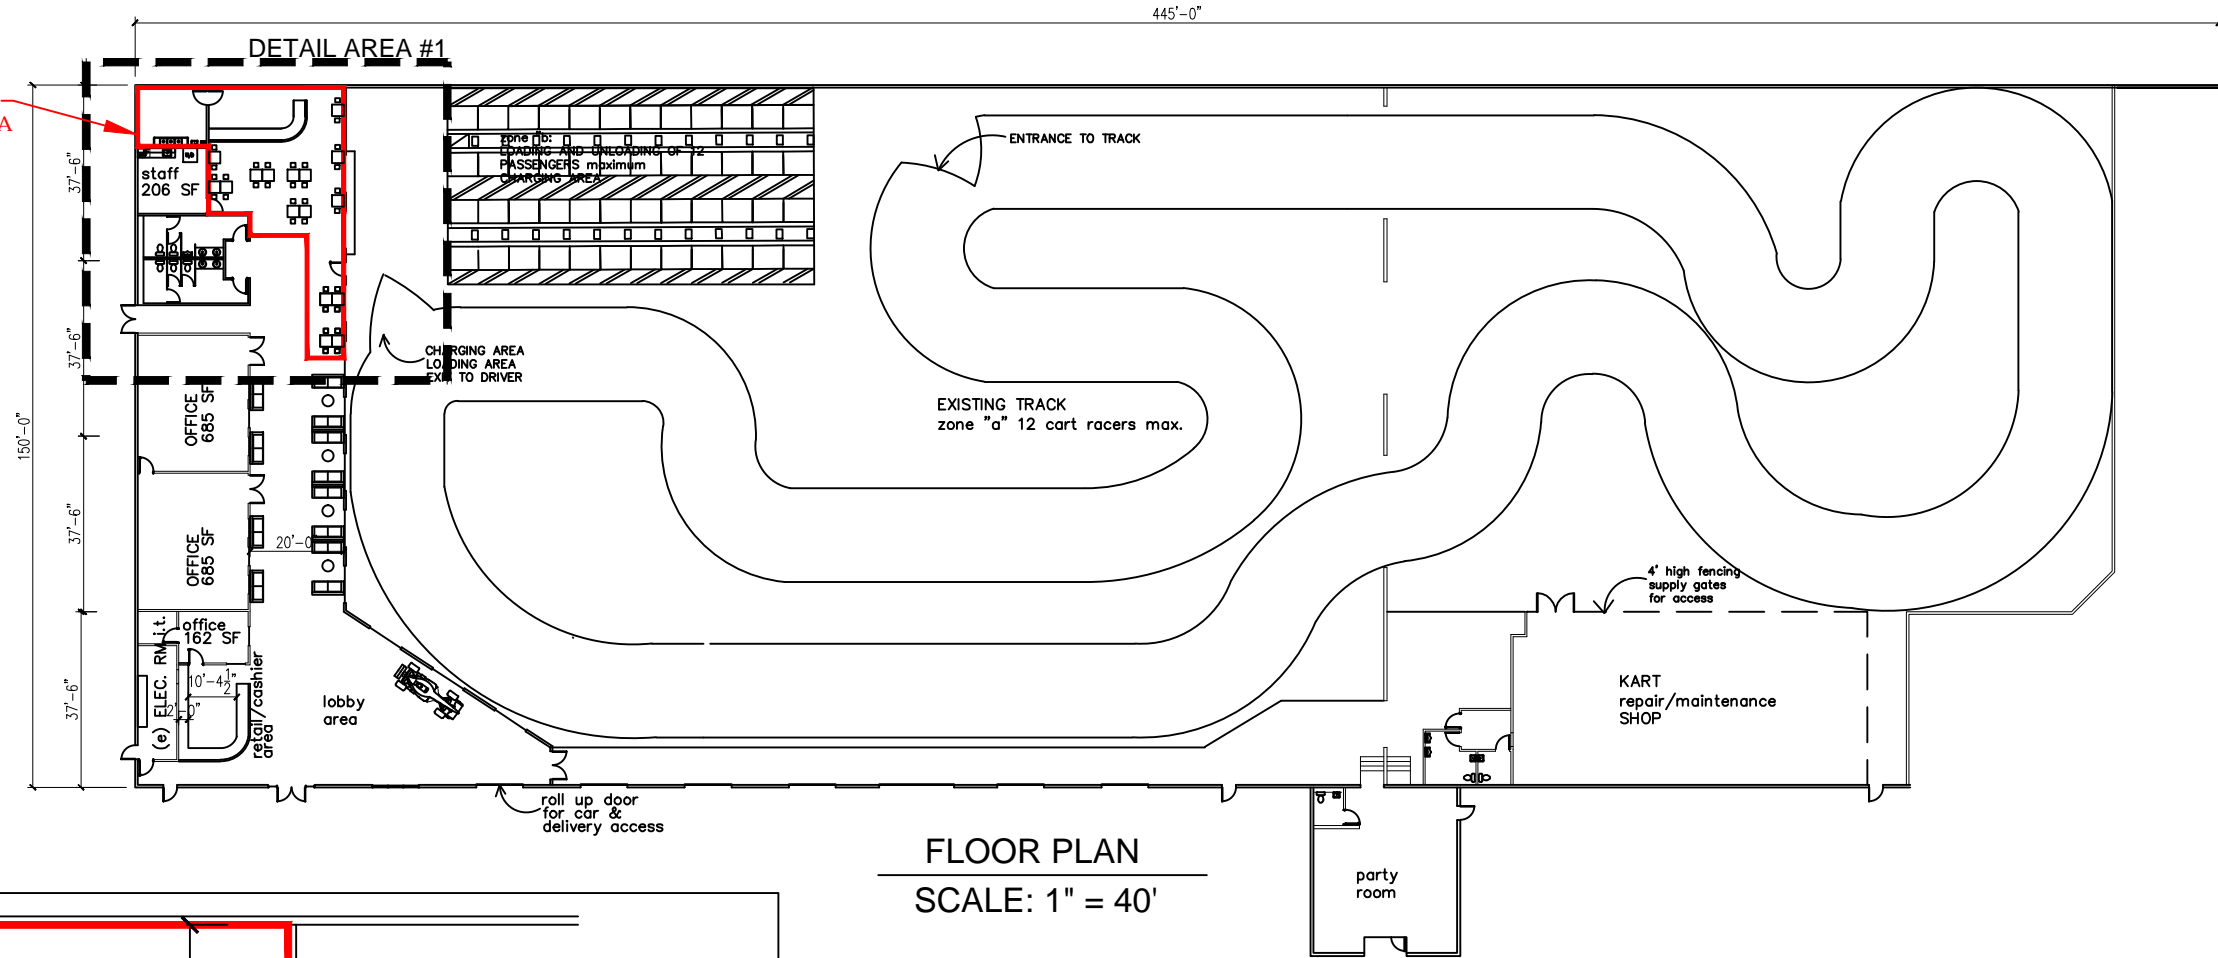 445'-0"
DETAIL AREA #1
A
zone "b:
LOADING AND UNLOADING OF 12
PASSENGERS maximum
CHARGING AREA
ENTRANCE TO TRACK
37'-6"
staff
206 SF
37'-6"
CHARGING AREA
LOADING AREA
EXIT TO DRIVER
150'-0"
OFFICE
685 SF
EXISTING TRACK
zone "a" 12 cart racers max.
37'-6"
OFFICE
685 SF
20'-0"
4' high fencing
supply gates
for access
37'-6"
i.t.
office
162 SF
(e) ELEC. RM
10'-4 1/2"
2'-0"
retail/cashier
area
lobby
area
KART
repair/maintenance
SHOP
roll up door
for car &
delivery access
FLOOR PLAN
SCALE: 1" = 40'
party
room